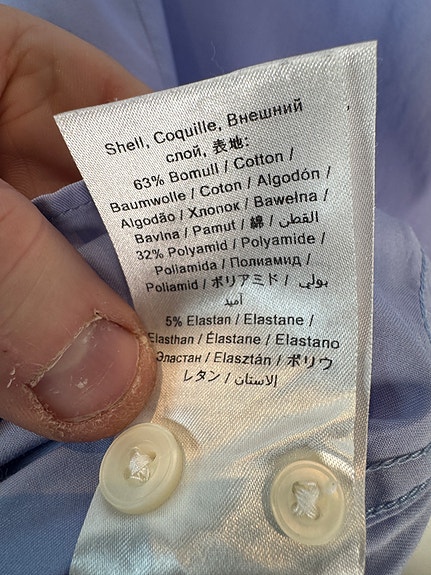 Shell, Coquille, Внешний
слой, 表地:
63% Bomull / Cotton /
Baumwolle / Coton / Algodón /
Algodão / Хлопок / Bawełna /
Bavlna / Pamut / 綿 / القطن /
32% Polyamid / Polyamide /
Poliamida / Полиамид /
Poliamid / ポリアミド / بولي
أميد
5% Elastan / Elastane /
Elasthan / Élastane / Elastano
Эластан / Elasztán / ポリウ
レタン / الاستان